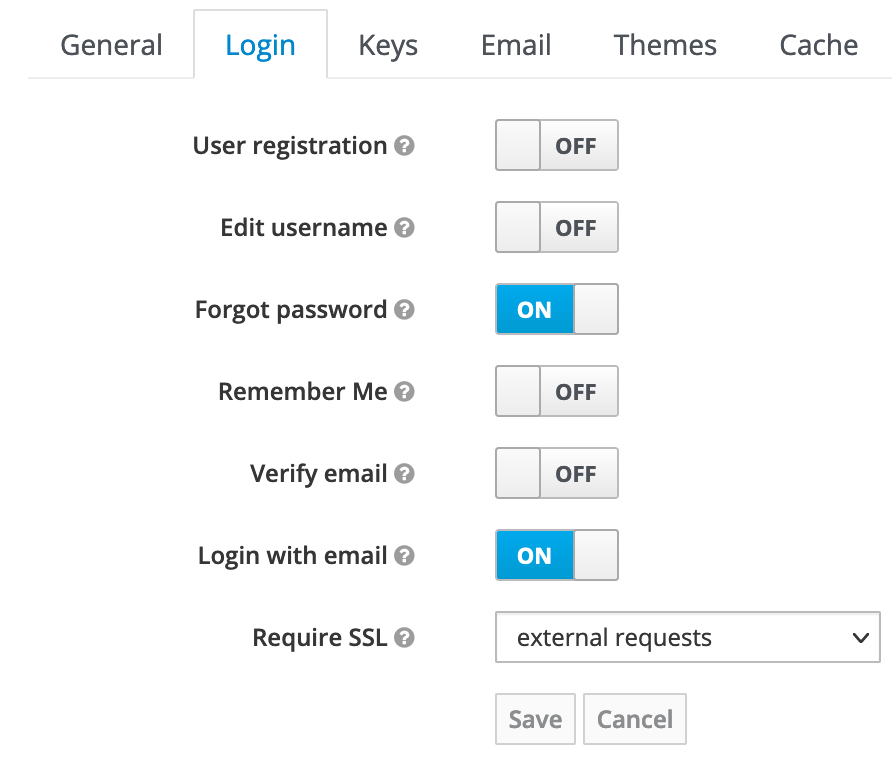 General Login Keys Email Themes Cache
User registration ? OFF
Edit username ? OFF
Forgot password ? ON
Remember Me ? OFF
Verify email ? OFF
Login with email ? ON
Require SSL ? external requests
Save Cancel